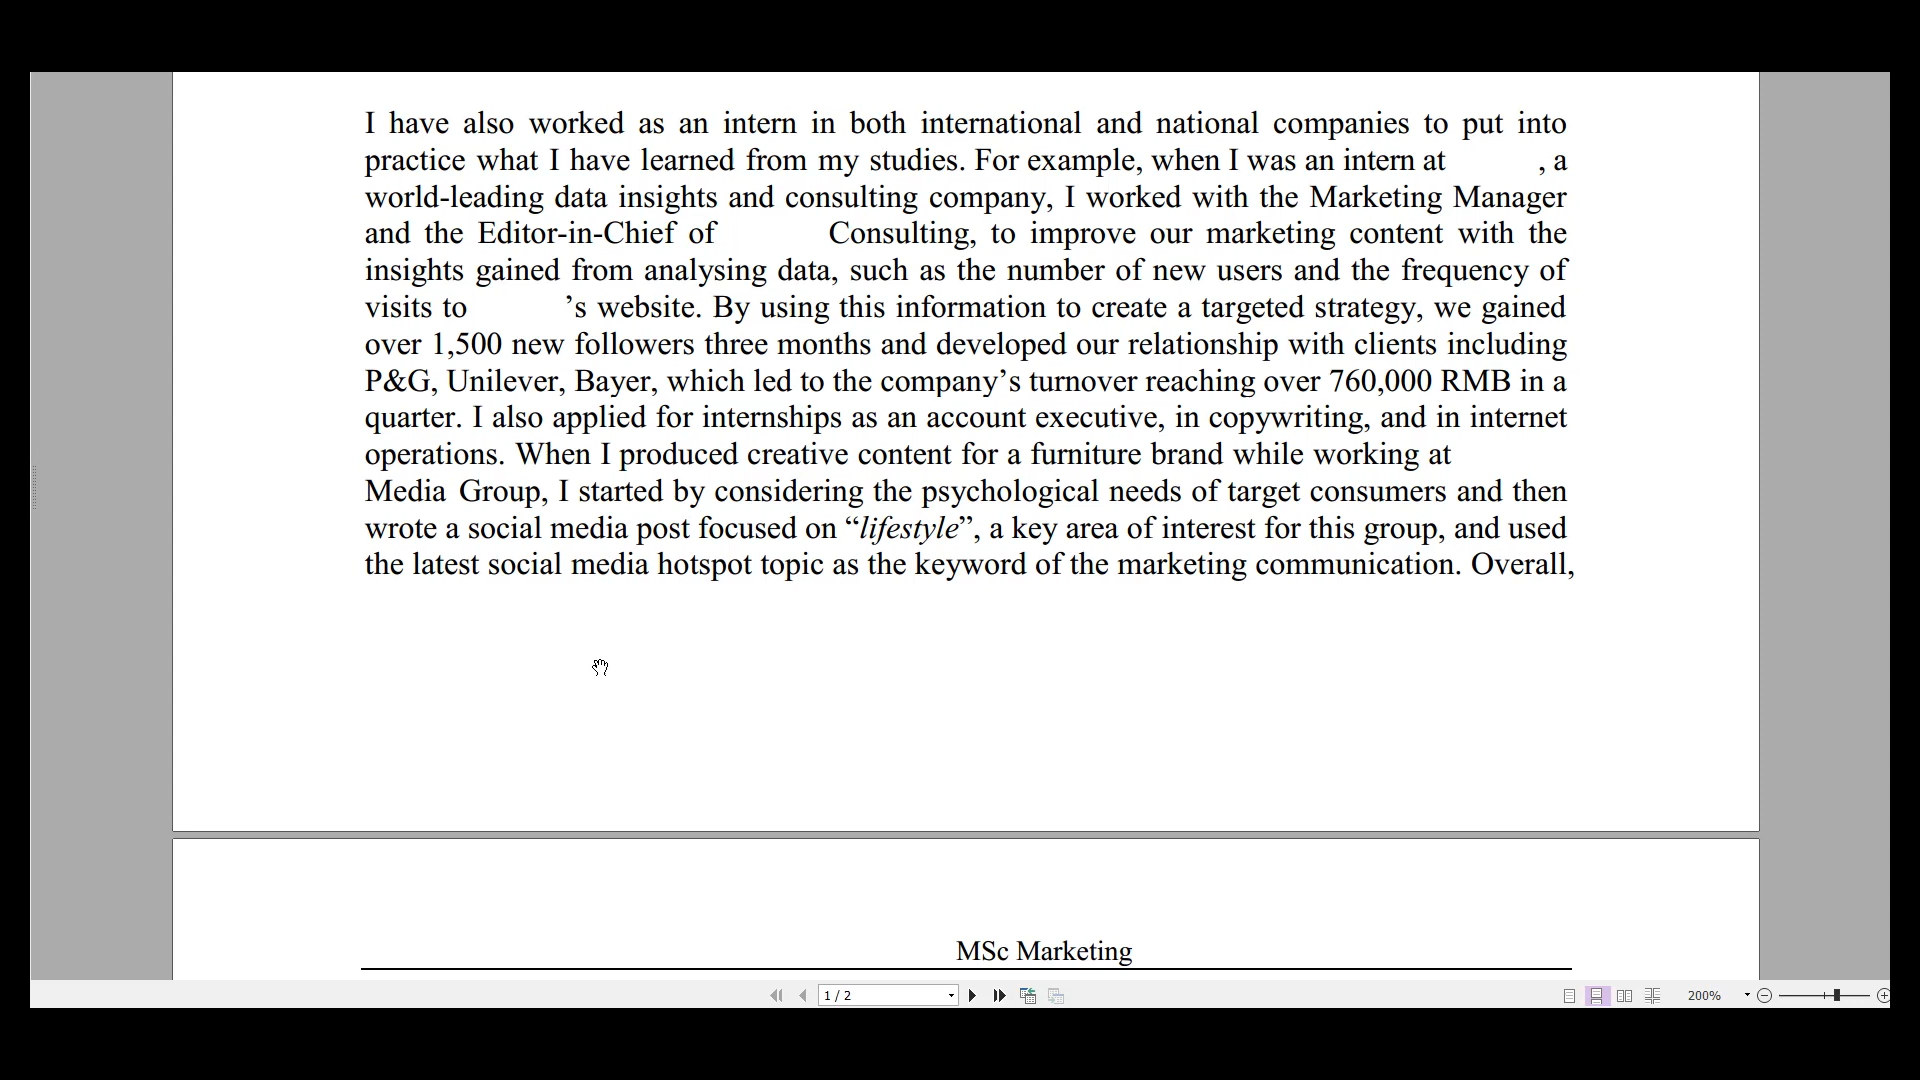 I have also worked as an intern in both international and national companies to put into
practice what I have learned from my studies. For example, when I was an intern at , a
world-leading data insights and consulting company, I worked with the Marketing Manager
and the Editor-in-Chief of Consulting, to improve our marketing content with the
insights gained from analysing data, such as the number of new users and the frequency of
visits to ’s website. By using this information to create a targeted strategy, we gained
over 1,500 new followers three months and developed our relationship with clients including
P&G, Unilever, Bayer, which led to the company’s turnover reaching over 760,000 RMB in a
quarter. I also applied for internships as an account executive, in copywriting, and in internet
operations. When I produced creative content for a furniture brand while working at
Media Group, I started by considering the psychological needs of target consumers and then
wrote a social media post focused on “lifestyle”, a key area of interest for this group, and used
the latest social media hotspot topic as the keyword of the marketing communication. Overall,
MSc Marketing
1 / 2
200%